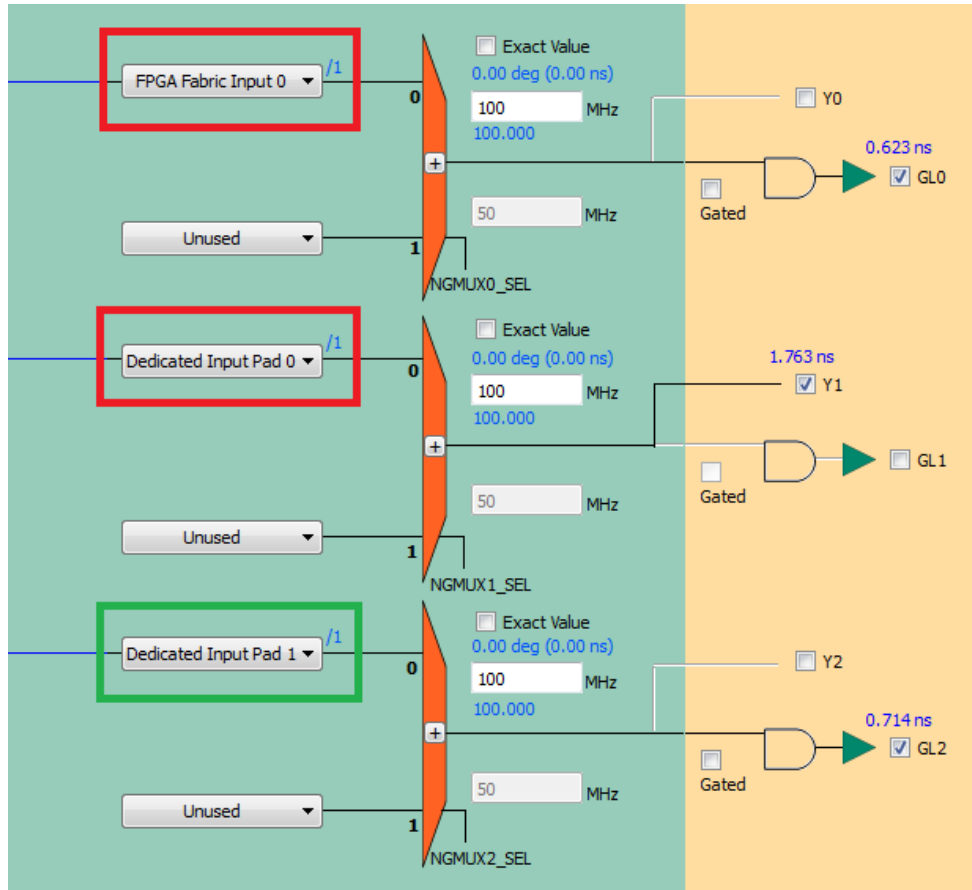 Exact Value
/1
0.00 deg (0.00 ns)
FPGA Fabric Input 0
0
100 MHz
Y0
100.000
0.623 ns
+
GL0
50 MHz
Gated
Unused
1
NGMUX0_SEL
Exact Value
/1
0.00 deg (0.00 ns)
1.763 ns
Dedicated Input Pad 0
0
100 MHz
Y1
100.000
+
GL1
50 MHz
Gated
Unused
1
NGMUX1_SEL
Exact Value
/1
0.00 deg (0.00 ns)
Dedicated Input Pad 1
0
100 MHz
Y2
100.000
0.714 ns
+
GL2
50 MHz
Gated
Unused
1
NGMUX2_SEL